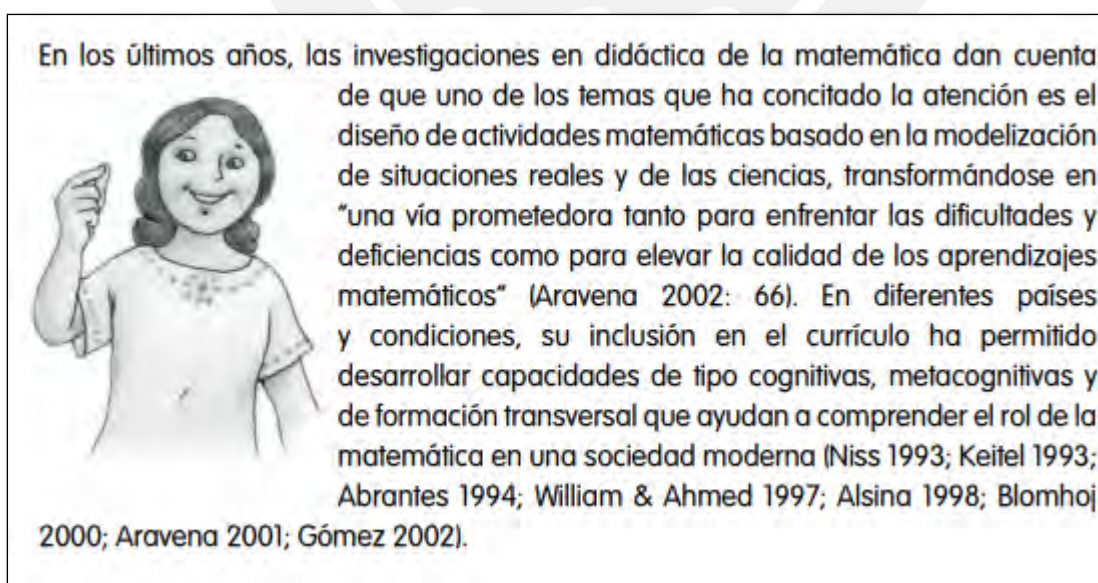 En los últimos años, las investigaciones en didáctica de la matemática dan cuenta
de que uno de los temas que ha concitado la atención es el
diseño de actividades matemáticas basado en la modelización
de situaciones reales y de las ciencias, transformándose en
“una vía prometedora tanto para enfrentar las dificultades y
deficiencias como para elevar la calidad de los aprendizajes
matemáticos” (Aravena 2002: 66). En diferentes países
y condiciones, su inclusión en el currículo ha permitido
desarrollar capacidades de tipo cognitivas, metacognitivas y
de formación transversal que ayudan a comprender el rol de la
matemática en una sociedad moderna (Niss 1993; Keitel 1993;
Abrantes 1994; William & Ahmed 1997; Alsina 1998; Blomhoj
2000; Aravena 2001; Gómez 2002).